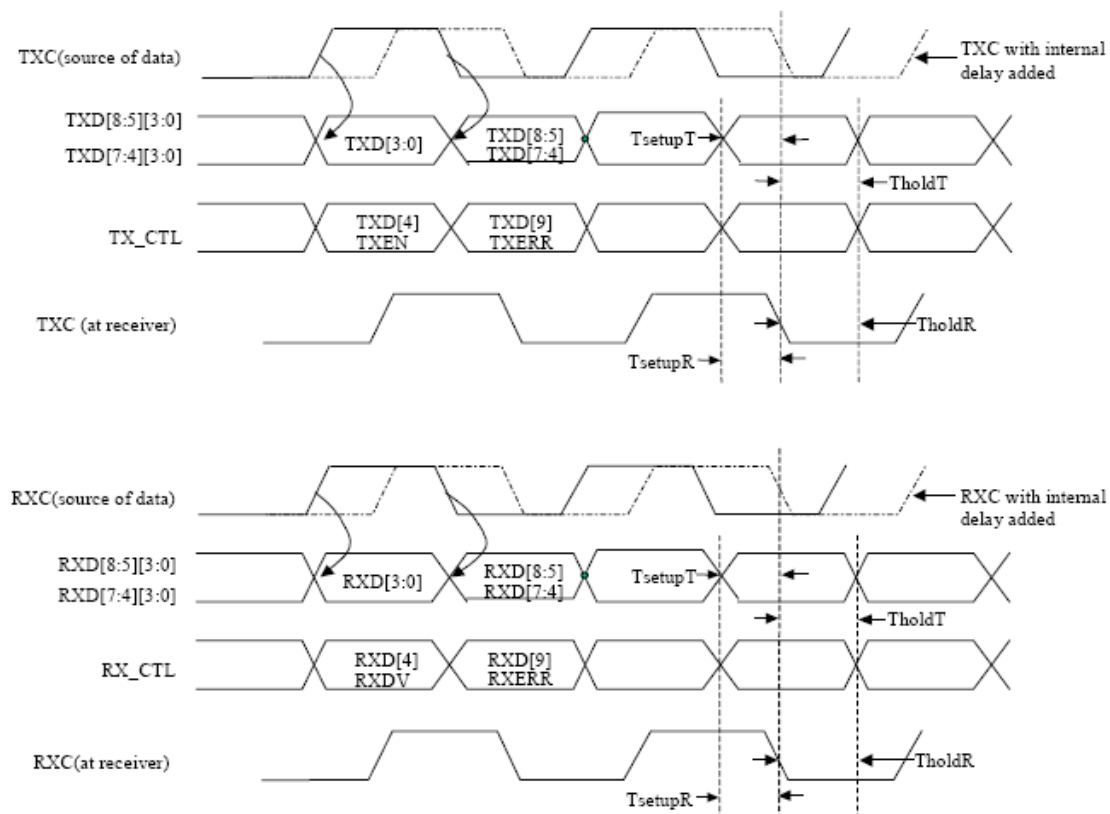 TXC(source of data)
TXC with internal
delay added
TXD[8:5][3:0]
TXD[7:4][3:0]
TXD[3:0]
TXD[8:5]
TXD[7:4]
TsetupT
TholdT
TX_CTL
TXD[4]
TXEN
TXD[9]
TXERR
TXC (at receiver)
TholdR
TsetupR
RXC(source of data)
RXC with internal
delay added
RXD[8:5][3:0]
RXD[7:4][3:0]
RXD[3:0]
RXD[8:5]
RXD[7:4]
TsetupT
TholdT
RX_CTL
RXD[4]
RXDV
RXD[9]
RXERR
RXC(at receiver)
TholdR
TsetupR